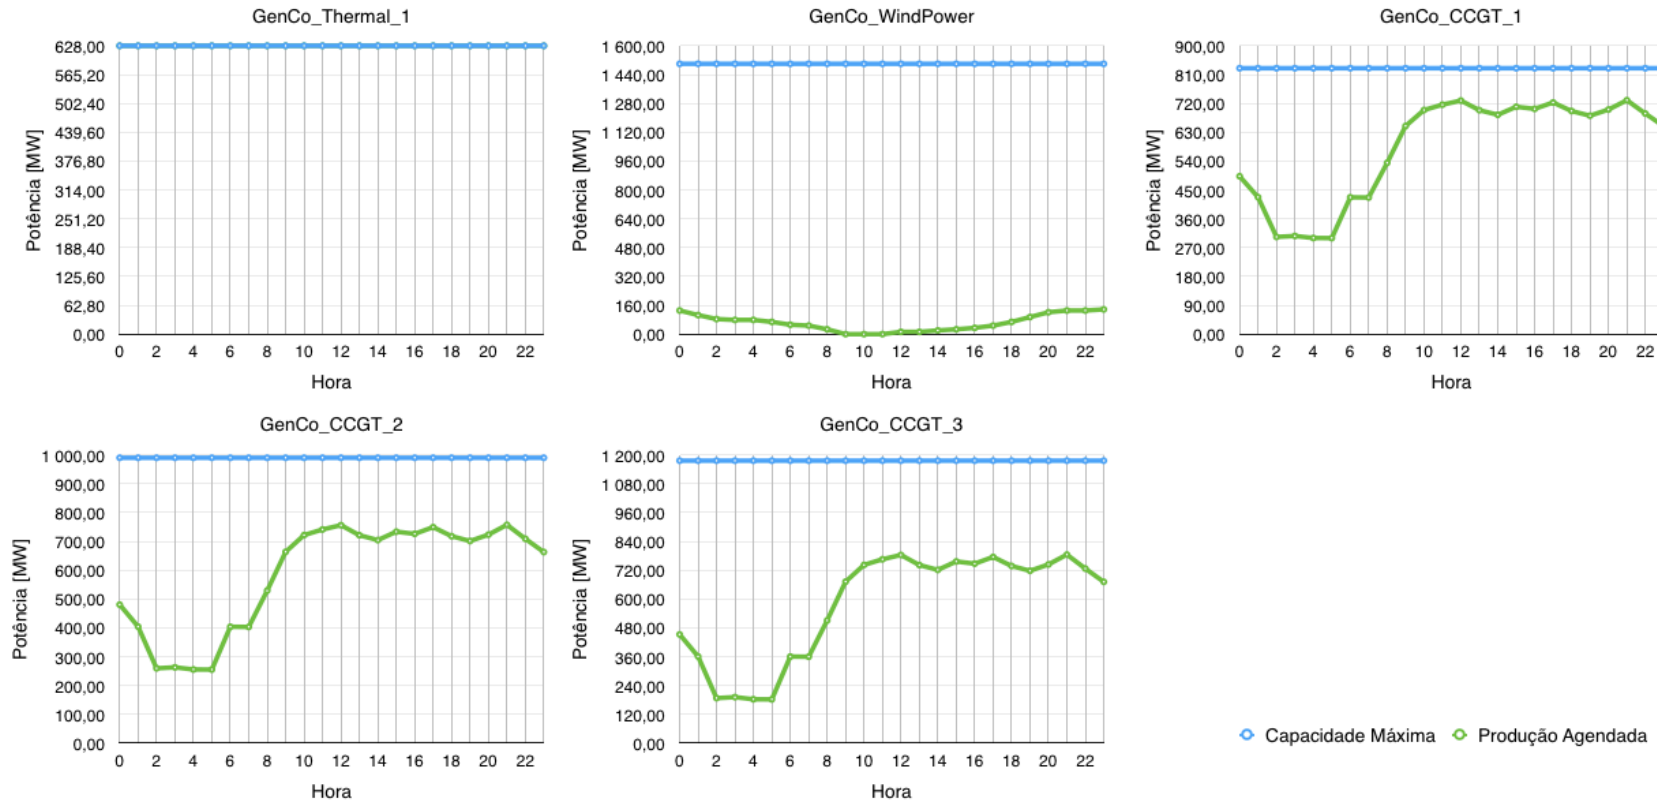 GenCo_Thermal_1
628,00
565,20
502,40
439,60
376,80
314,00
251,20
188,40
125,60
62,80
0,00
Potência [MW]
0 2 4 6 8 10 12 14 16 18 20 22
Hora
GenCo_WindPower
1 600,00
1 440,00
1 280,00
1 120,00
960,00
800,00
640,00
480,00
320,00
160,00
0,00
Potência [MW]
0 2 4 6 8 10 12 14 16 18 20 22
Hora
GenCo_CCGT_1
900,00
810,00
720,00
630,00
540,00
450,00
360,00
270,00
180,00
90,00
0,00
Potência [MW]
0 2 4 6 8 10 12 14 16 18 20 22
Hora
GenCo_CCGT_2
1 000,00
900,00
800,00
700,00
600,00
500,00
400,00
300,00
200,00
100,00
0,00
Potência [MW]
0 2 4 6 8 10 12 14 16 18 20 22
Hora
GenCo_CCGT_3
1 200,00
1 080,00
960,00
840,00
720,00
600,00
480,00
360,00
240,00
120,00
0,00
Potência [MW]
0 2 4 6 8 10 12 14 16 18 20 22
Hora
Capacidade Máxima Produção Agendada